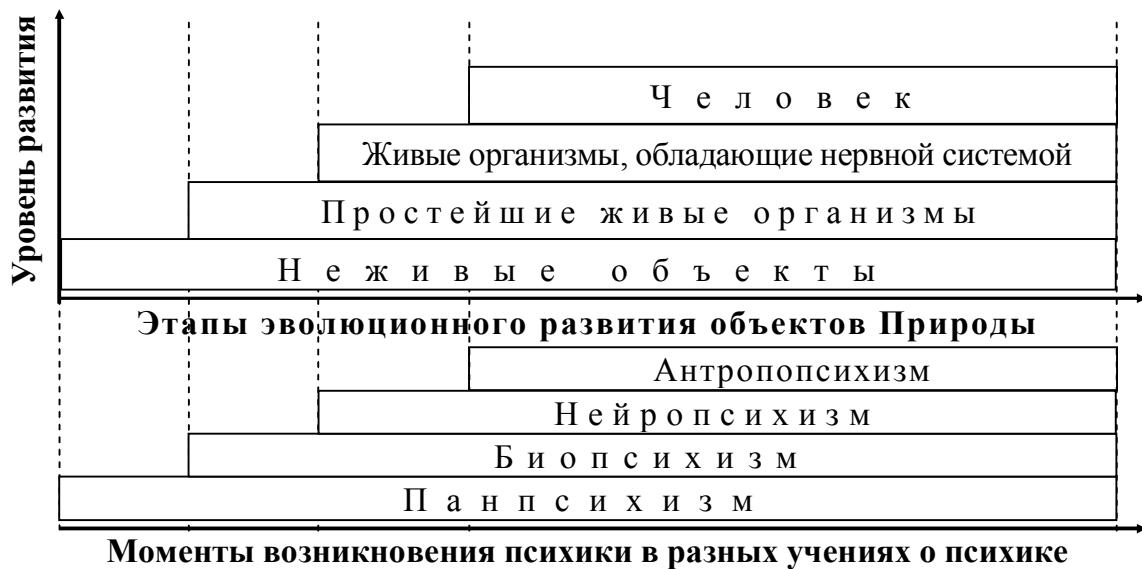 Уровень развития
Человек
Живые организмы, обладающие нервной системой
Простейшие живые организмы
Неживые объекты
Этапы эволюционного развития объектов Природы
Антропопсихизм
Нейропсихизм
Биопсихизм
Панпсихизм
Моменты возникновения психики в разных учениях о психике